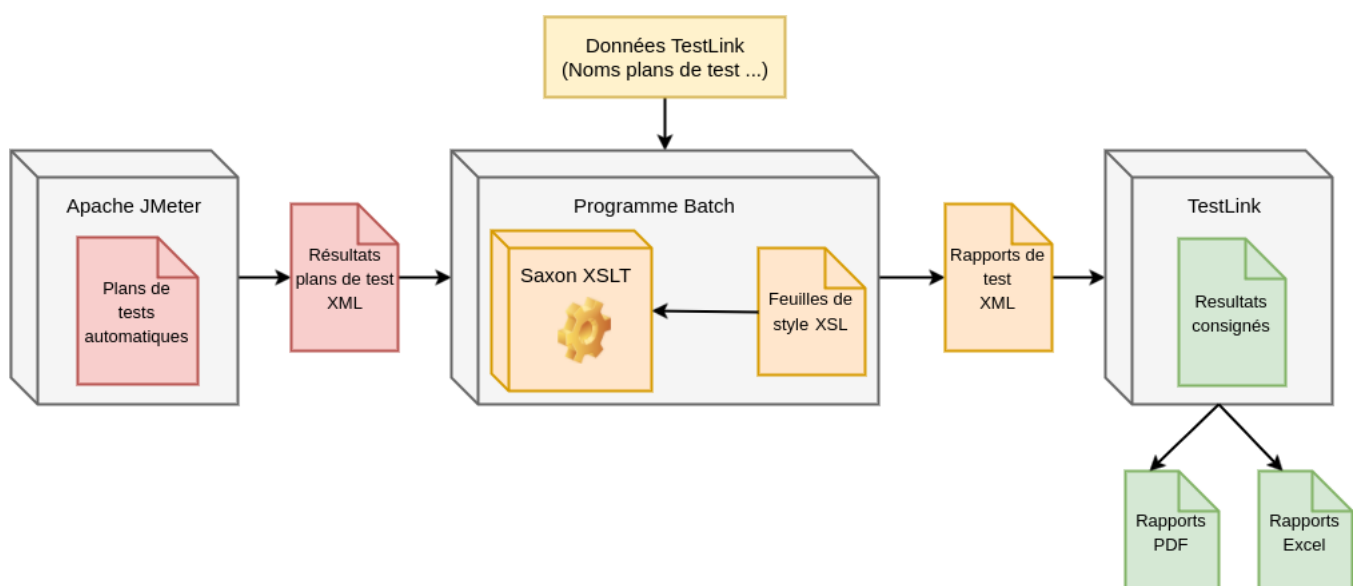 Données TestLink
(Noms plans de test ...)
Apache JMeter
Plans de
tests
automatiques
Résultats
plans de test
XML
Programme Batch
Saxon XSLT
Feuilles de
style XSL
Rapports de
test
XML
TestLink
Resultats
consignés
Rapports
PDF
Rapports
Excel